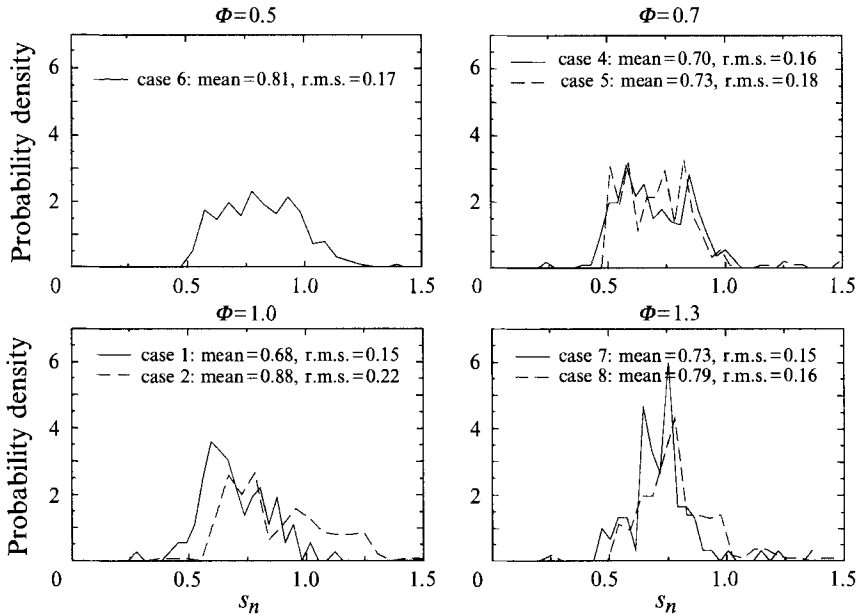 Φ=0.5
Probability density
6
4
2
0
0.5
1.0
1.5
case 6: mean=0.81, r.m.s.=0.17
Φ=0.7
6
4
2
0
0.5
1.0
1.5
case 4: mean=0.70, r.m.s.=0.16
case 5: mean=0.73, r.m.s.=0.18
Φ=1.0
Probability density
6
4
2
0
0.5
1.0
1.5
case 1: mean=0.68, r.m.s.=0.15
case 2: mean=0.88, r.m.s.=0.22
sₙ
Φ=1.3
6
4
2
0
0.5
1.0
1.5
case 7: mean=0.73, r.m.s.=0.15
case 8: mean=0.79, r.m.s.=0.16
sₙ